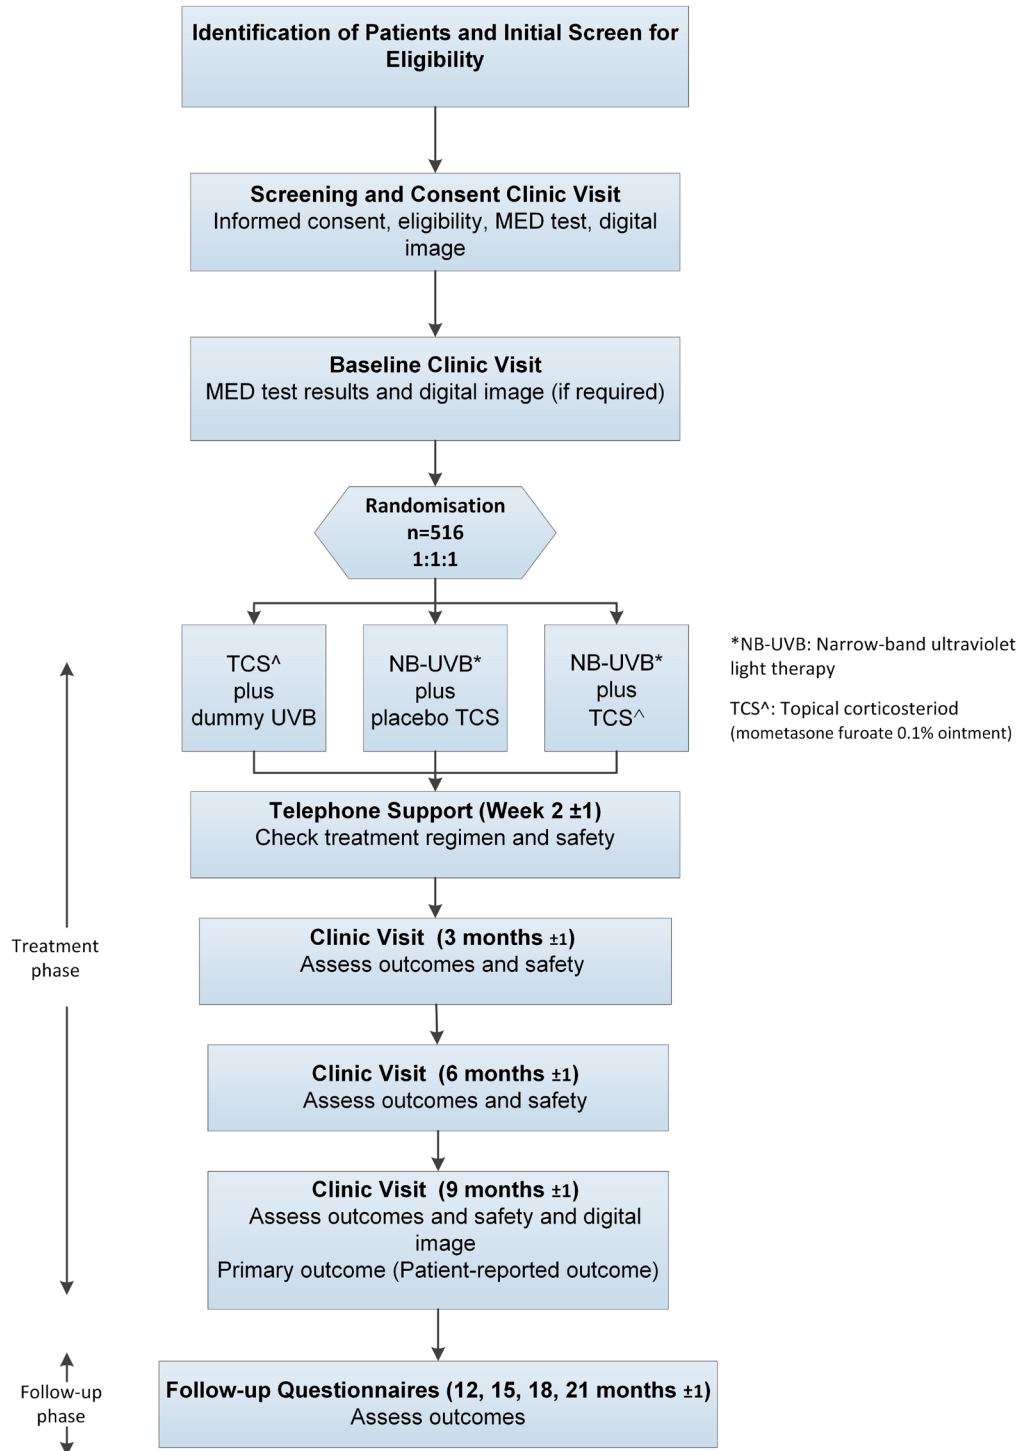 Identification of Patients and Initial Screen for
Eligibility
Screening and Consent Clinic Visit
Informed consent, eligibility, MED test, digital
image
Baseline Clinic Visit
MED test results and digital image (if required)
Randomisation
n=516
1:1:1
TCS^
plus
dummy UVB
NB-UVB*
plus
placebo TCS
NB-UVB*
plus
TCS^
*NB-UVB: Narrow-band ultraviolet
light therapy
TCS^: Topical corticosteriod
(mometasone furoate 0.1% ointment)
Telephone Support (Week 2 ±1)
Check treatment regimen and safety
Clinic Visit (3 months ±1)
Assess outcomes and safety
Treatment
phase
Clinic Visit (6 months ±1)
Assess outcomes and safety
Clinic Visit (9 months ±1)
Assess outcomes and safety and digital
image
Primary outcome (Patient-reported outcome)
Follow-up
phase
Follow-up Questionnaires (12, 15, 18, 21 months ±1)
Assess outcomes